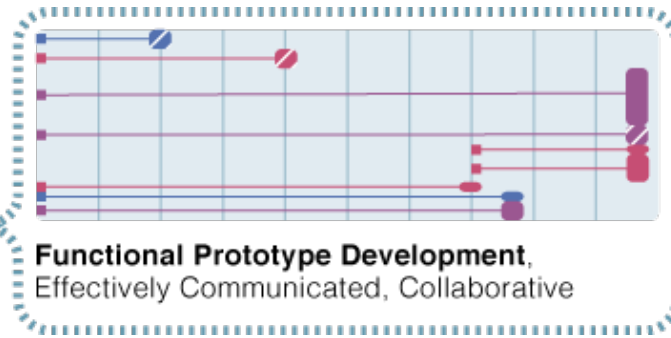 Functional Prototype Development,
Effectively Communicated, Collaborative